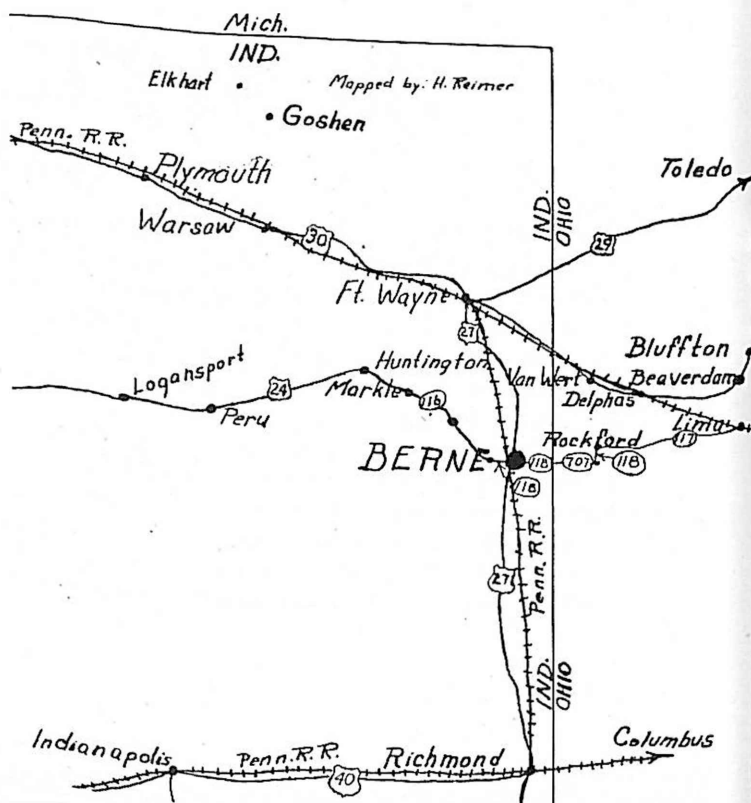 Mich.
IND.
Elkhart
Mapped by: H. Reimer
Goshen
Penn. R.R.
Plymouth
Toledo
Warsaw
30
IND.
OHIO
29
Ft. Wayne
27
Bluffton
Huntington
Van Wert
Beaverdam
Logansport
24
Markle
Delphas
Peru
116
Lima
Rockford
117
BERNE
118
707
118
118
Penn. R.R.
27
IND.
OHIO
Columbus
Indianapolis
Penn. R.R.
Richmond
40